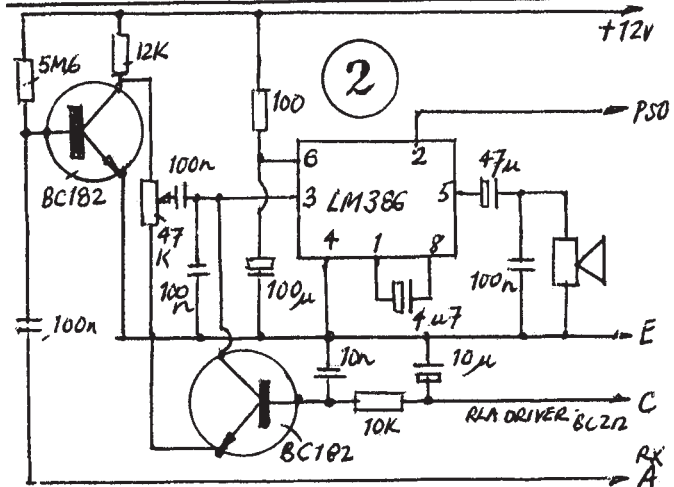 +12v
5M6
12K
2
100
PSO
6
2
47μ
BC182
100n
3
LM386
5
47
K
4
1
8
100
n
100μ
4μ7
100n
100n
E
10n
10μ
10K
RLA DRIVER
C
BC182
RX
A